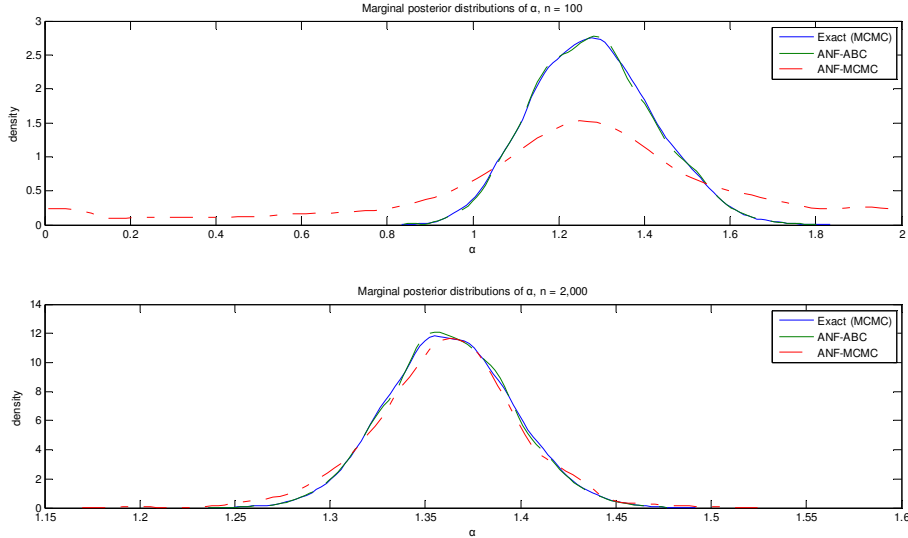 Marginal posterior distributions of α, n = 100
3
2.5
2
1.5
1
0.5
0
density
Exact (MCMC)
ANF-ABC
ANF-MCMC
0 0.2 0.4 0.6 0.8 1 1.2 1.4 1.6 1.8 2
α
Marginal posterior distributions of α, n = 2,000
14
12
10
8
6
4
2
0
density
Exact (MCMC)
ANF-ABC
ANF-MCMC
1.15 1.2 1.25 1.3 1.35 1.4 1.45 1.5 1.55 1.6
α